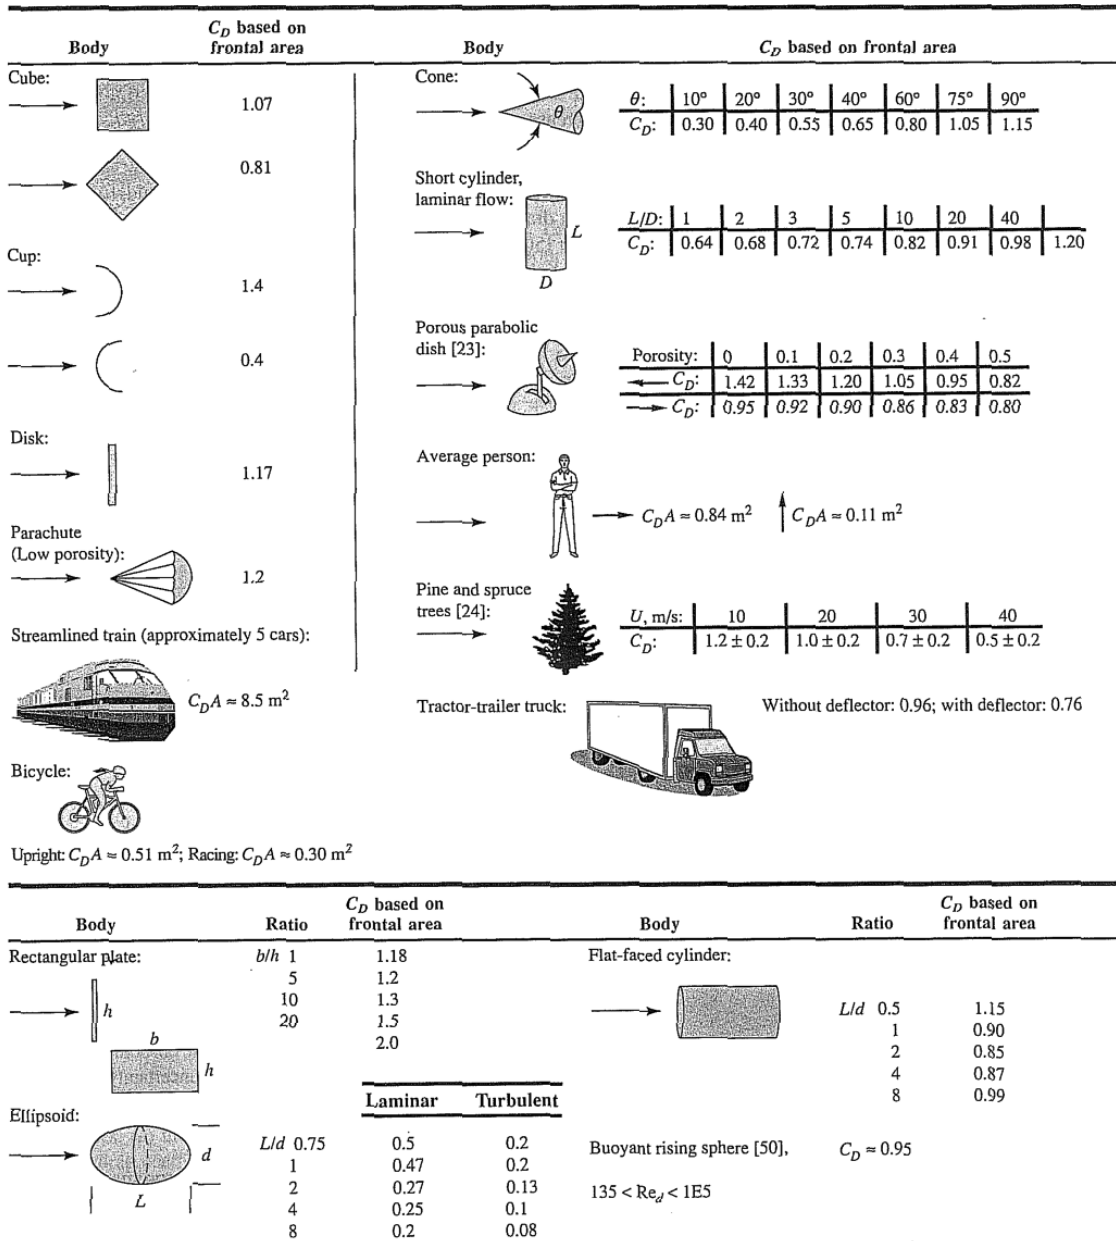 Body
C_D based on
frontal area
Body
C_D based on frontal area
Cube:
1.07
0.81
Cup:
1.4
0.4
Disk:
1.17
Parachute
(Low porosity):
1.2
Streamlined train (approximately 5 cars):
C_D A ≈ 8.5 m²
Bicycle:
Upright: C_D A ≈ 0.51 m²; Racing: C_D A ≈ 0.30 m²
Cone:
θ
θ: 10° 20° 30° 40° 60° 75° 90°
C_D: 0.30 0.40 0.55 0.65 0.80 1.05 1.15
Short cylinder,
laminar flow:
L
D
L/D: 1 2 3 5 10 20 40
C_D: 0.64 0.68 0.72 0.74 0.82 0.91 0.98 1.20
Porous parabolic
dish [23]:
Porosity: 0 0.1 0.2 0.3 0.4 0.5
← C_D: 1.42 1.33 1.20 1.05 0.95 0.82
→ C_D: 0.95 0.92 0.90 0.86 0.83 0.80
Average person:
→ C_D A ≈ 0.84 m² ↑ C_D A ≈ 0.11 m²
Pine and spruce
trees [24]:
U, m/s: 10 20 30 40
C_D: 1.2 ± 0.2 1.0 ± 0.2 0.7 ± 0.2 0.5 ± 0.2
Tractor-trailer truck:
Without deflector: 0.96; with deflector: 0.76
Body
Ratio
C_D based on
frontal area
Body
Ratio
C_D based on
frontal area
Rectangular plate:
h
b
h
b/h 1 1.18
5 1.2
10 1.3
20 1.5
2.0
Laminar Turbulent
Ellipsoid:
d
L
L/d 0.75 0.5 0.2
1 0.47 0.2
2 0.27 0.13
4 0.25 0.1
8 0.2 0.08
Flat-faced cylinder:
L/d 0.5 1.15
1 0.90
2 0.85
4 0.87
8 0.99
Buoyant rising sphere [50], C_D ≈ 0.95
135 < Re_d < 1E5